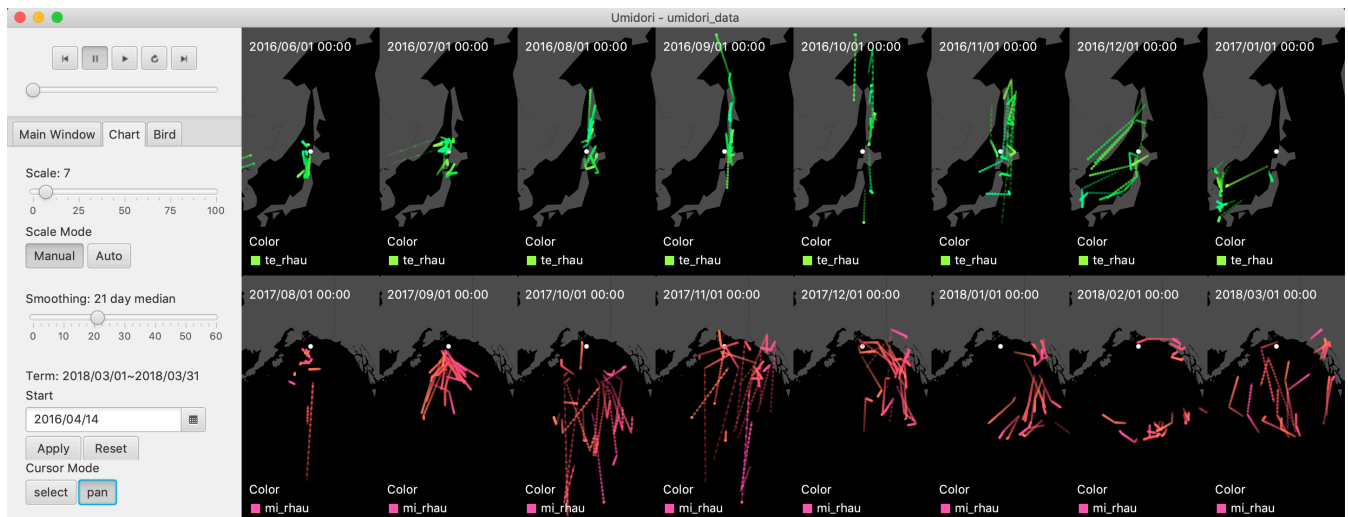 Umidori - umidori_data
Main Window Chart Bird
Scale: 7
0 25 50 75 100
Scale Mode
Manual Auto
Smoothing: 21 day median
0 10 20 30 40 50 60
Term: 2018/03/01~2018/03/31
Start
2016/04/14
Apply Reset
Cursor Mode
select pan
2016/06/01 00:00 2016/07/01 00:00 2016/08/01 00:00 2016/09/01 00:00 2016/10/01 00:00 2016/11/01 00:00 2016/12/01 00:00 2017/01/01 00:00
Color Color Color Color Color Color Color Color
te_rhau te_rhau te_rhau te_rhau te_rhau te_rhau te_rhau te_rhau
2017/08/01 00:00 2017/09/01 00:00 2017/10/01 00:00 2017/11/01 00:00 2017/12/01 00:00 2018/01/01 00:00 2018/02/01 00:00 2018/03/01 00:00
Color Color Color Color Color Color Color Color
mi_rhau mi_rhau mi_rhau mi_rhau mi_rhau mi_rhau mi_rhau mi_rhau